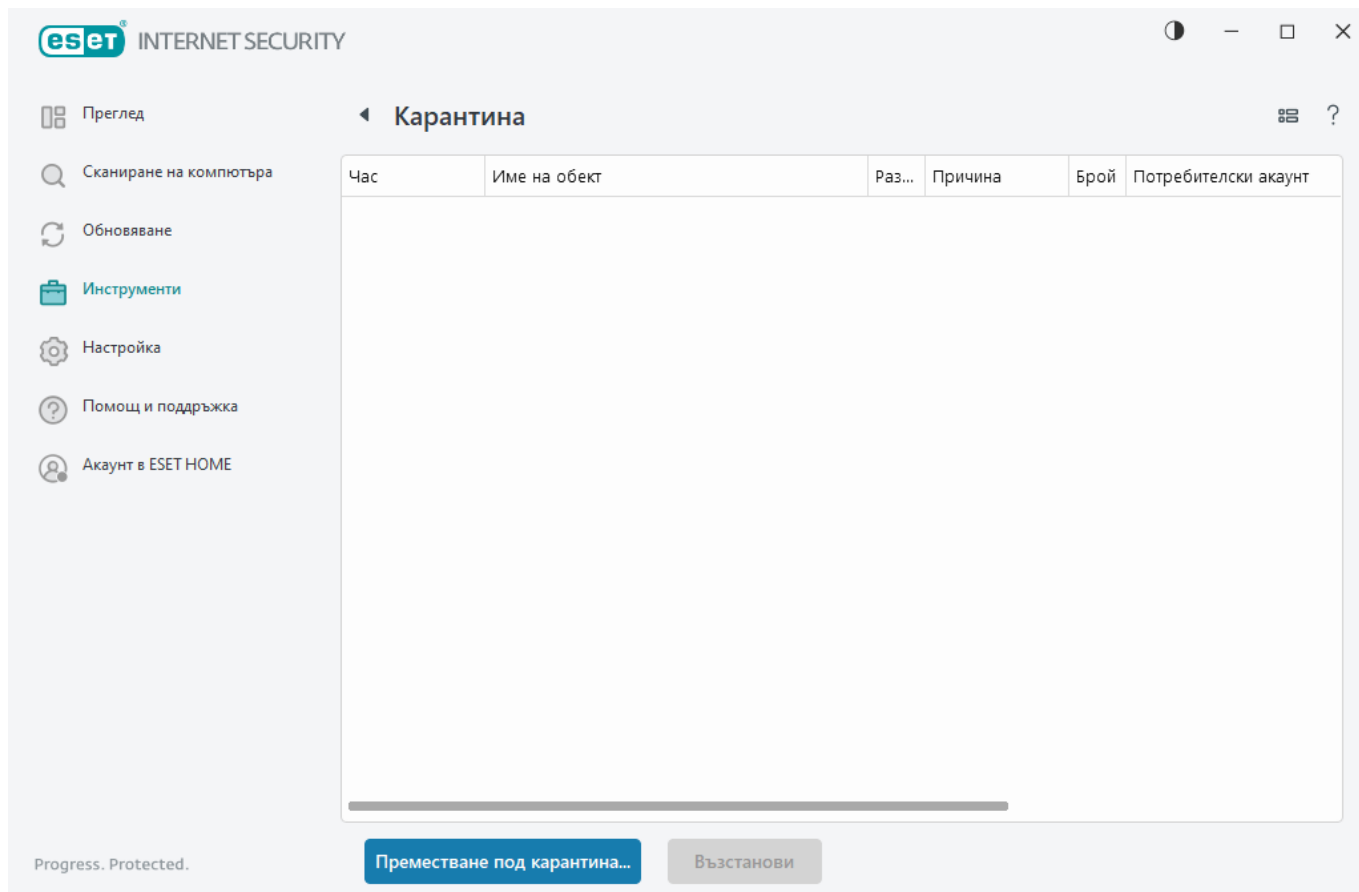 eset® INTERNET SECURITY
Преглед
Сканиране на компютъра
Обновяване
Инструменти
Настройка
Помощ и поддръжка
Акаунт в ESET HOME
Карантина
?
Час Име на обект Раз... Причина Брой Потребителски акаунт
Преместване под карантина... Възстанови
Progress. Protected.